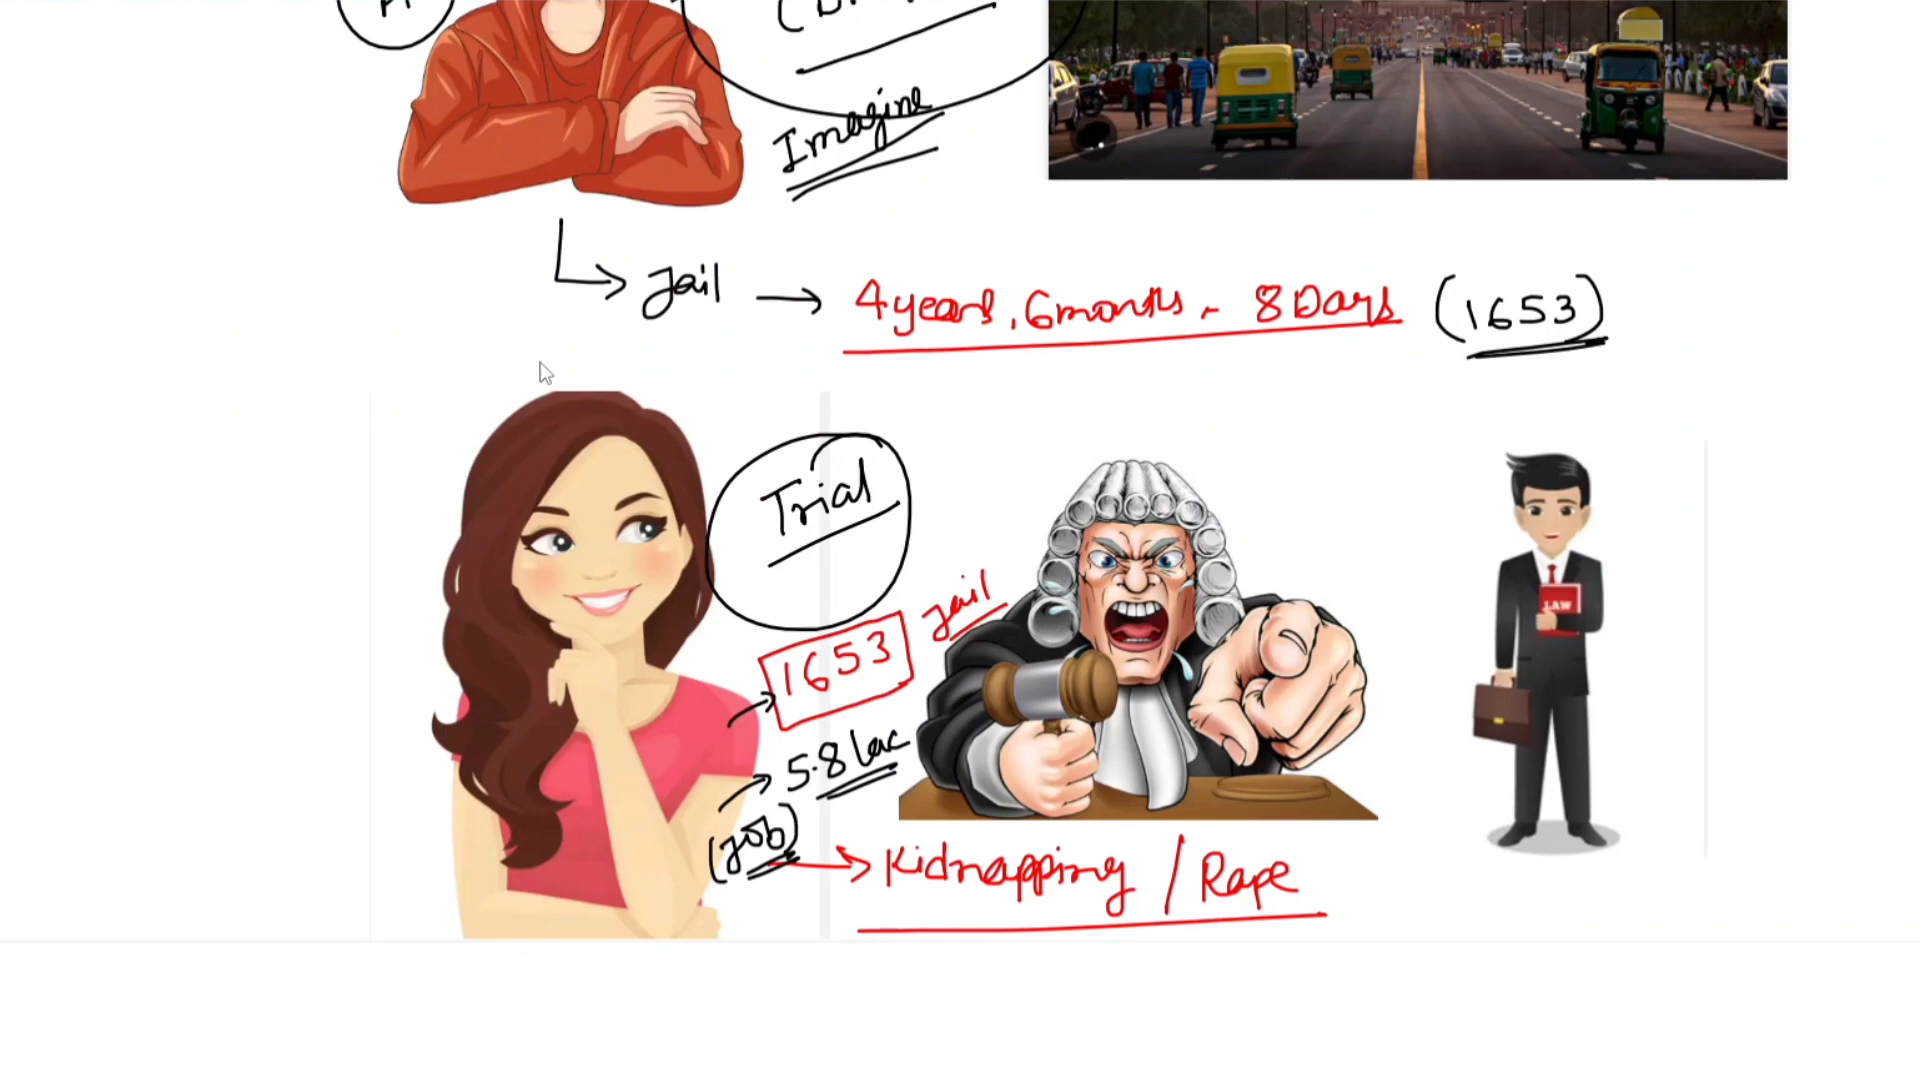 Imagine
Jail → 4 years, 6 months, 8 Days (1653)
Trial
Jail
1653
LAW
5.8 lac
(Job)
Kidnapping / Rape